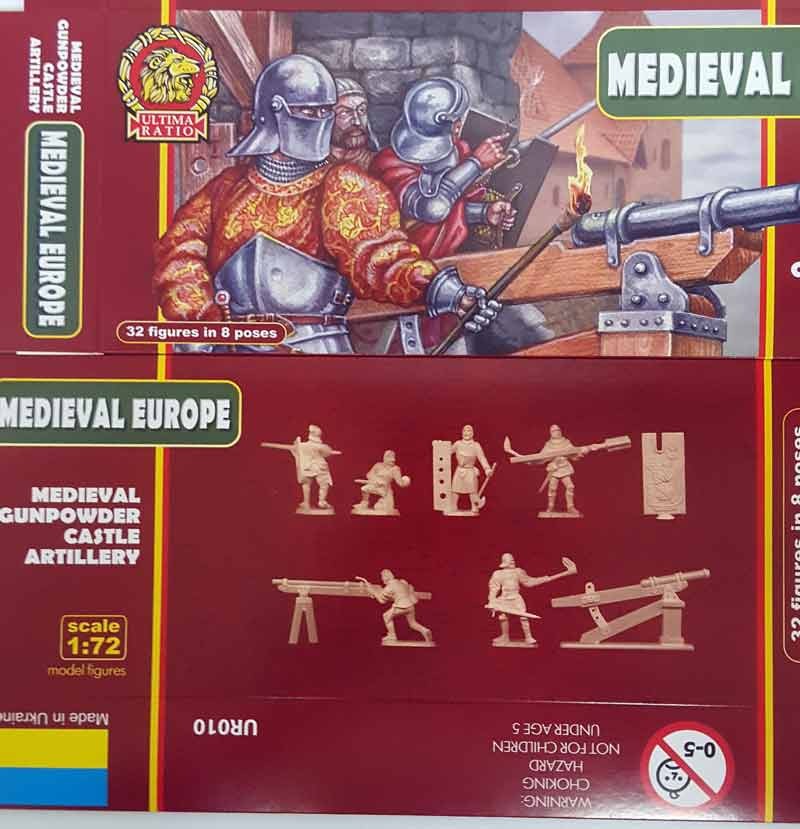 MEDIEVAL
GUNPOWDER
CASTLE
ARTILLERY
MEDIEVAL EUROPE
ULTIMA
RATIO
MEDIEVAL
32 figures in 8 poses
MEDIEVAL EUROPE
MEDIEVAL
GUNPOWDER
CASTLE
ARTILLERY
scale
1:72
model figures
32 figures in 8 poses
Made in Ukraine
UR010
WARNING:
CHOKING
HAZARD
NOT FOR CHILDREN
UNDER AGE 5
0-5